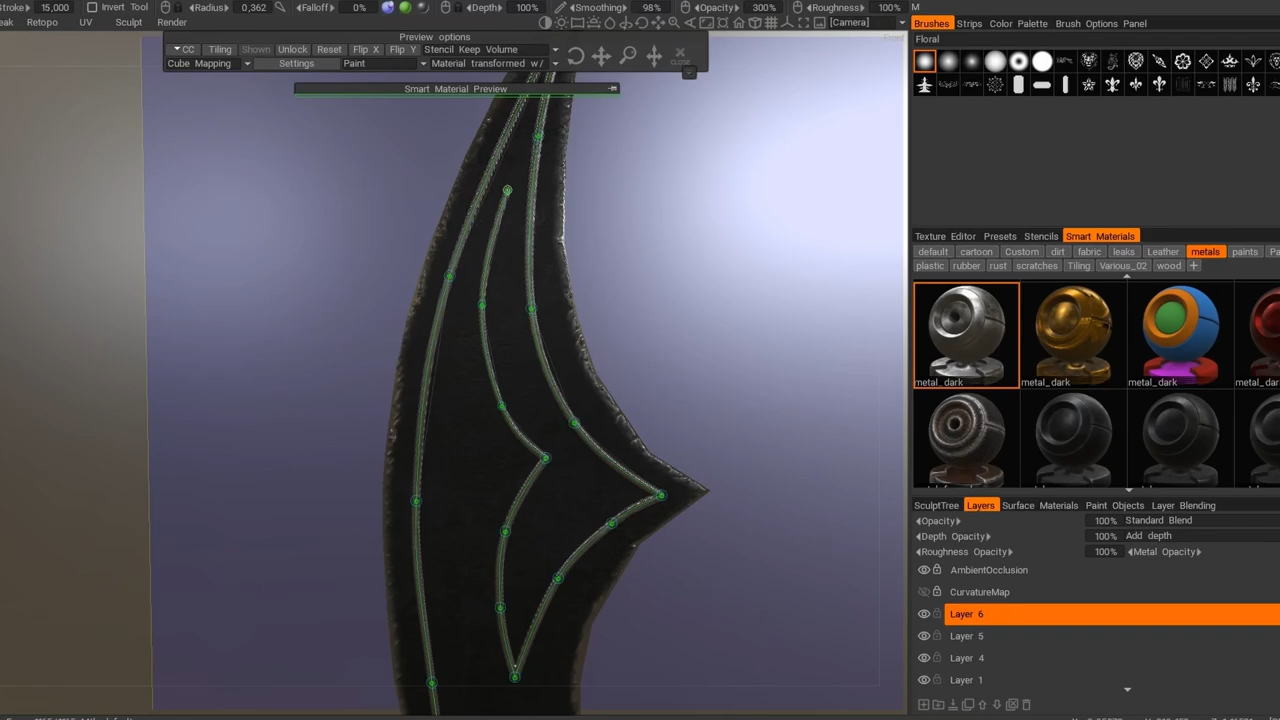 Stroke: 15,000 Invert Tool Radius: 0,362 Falloff: 0% Depth: 100% Smoothing: 98% Opacity: 300% Roughness: 100% M
Retopo UV Sculpt Render [Camera]
Preview options
CC Tiling Shown Unlock Reset Flip X Flip Y Stencil Keep Volume
Cube Mapping Settings Paint Material transformed w/ CLOSE
Smart Material Preview
Front
Brushes Strips Color Palette Brush Options Panel
Floral
Texture Editor Presets Stencils Smart Materials
default cartoon Custom dirt fabric leaks Leather metals paints
plastic rubber rust scratches Tiling Various_02 wood +
metal_dark metal_dark metal_dark metal_da
SculptTree Layers Surface Materials Paint Objects Layer Blending
Opacity 100% Standard Blend
Depth Opacity 100% Add depth
Roughness Opacity 100% Metal Opacity
AmbientOcclusion
CurvatureMap
Layer 6
Layer 5
Layer 4
Layer 1